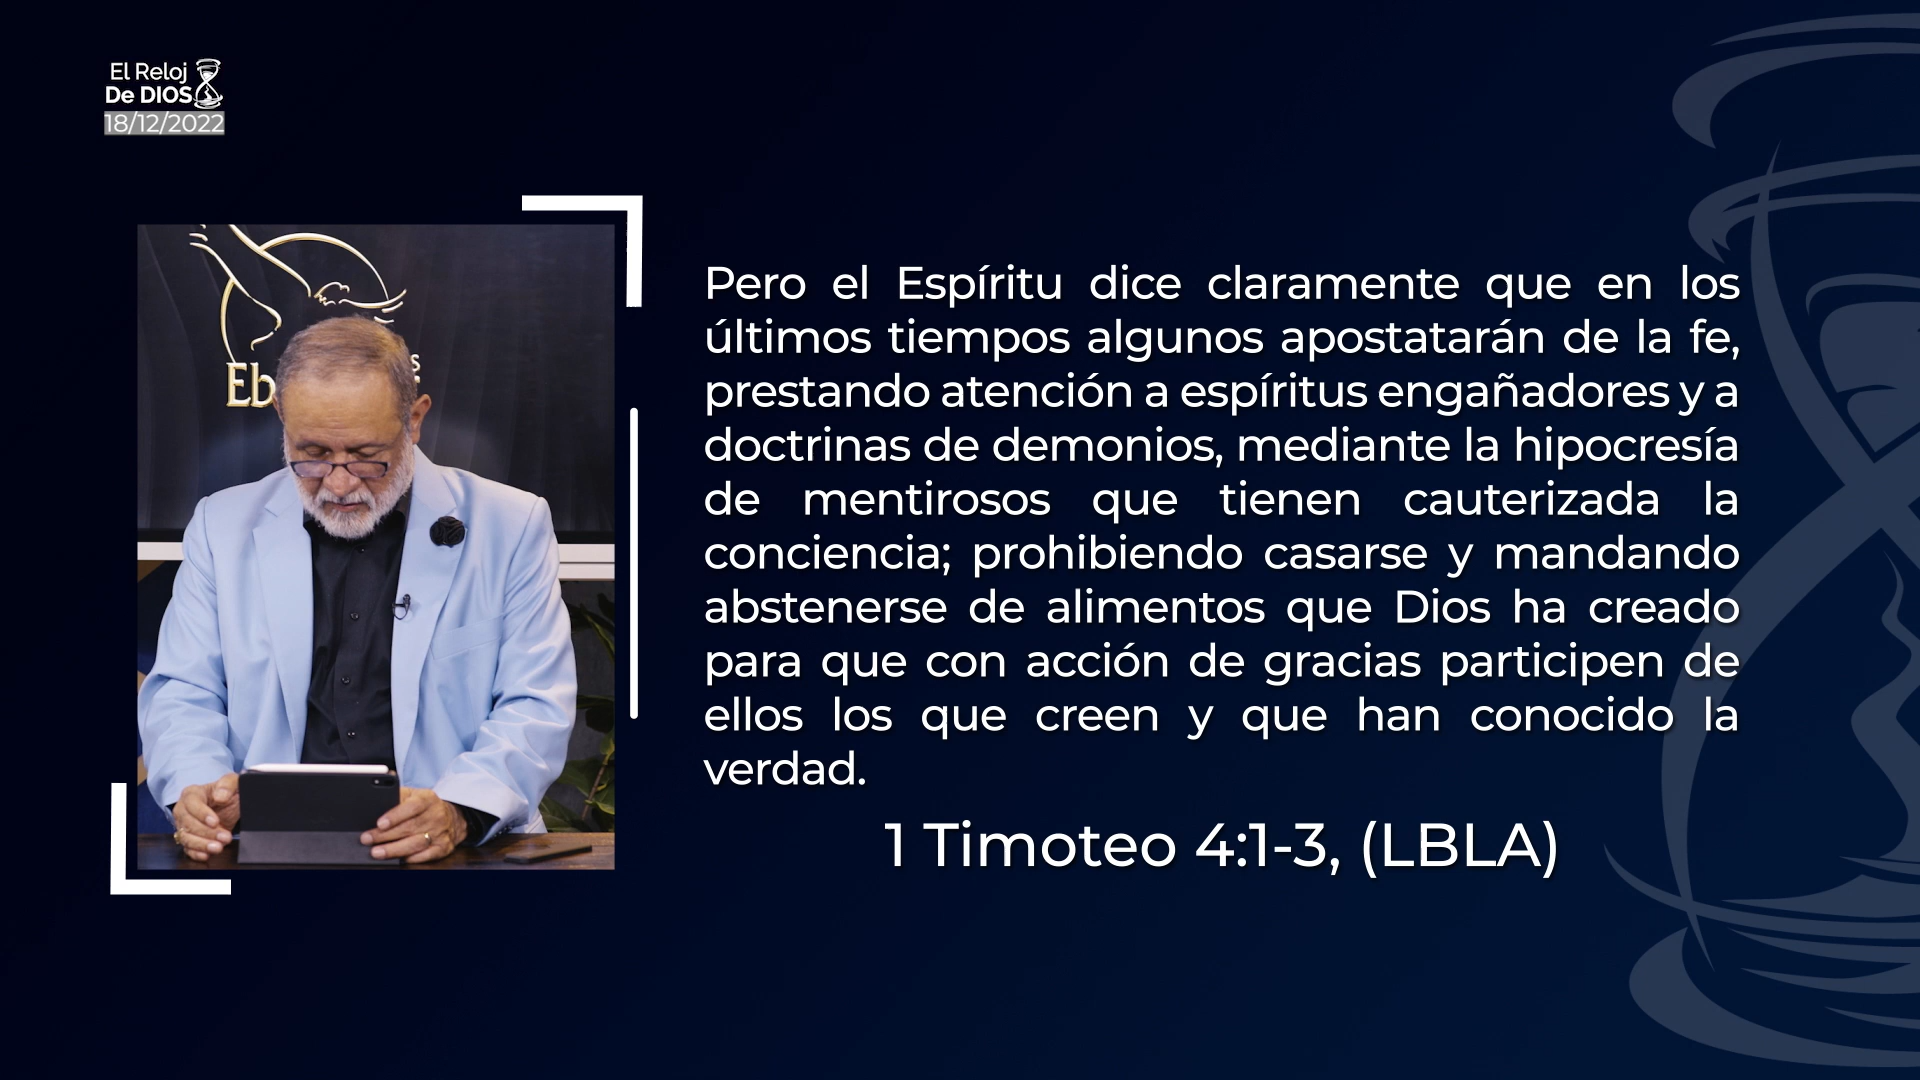 El Reloj
De DIOS
18/12/2022
Eb
Pero el Espíritu dice claramente que en los
últimos tiempos algunos apostatarán de la fe,
prestando atención a espíritus engañadores y a
doctrinas de demonios, mediante la hipocresía
de mentirosos que tienen cauterizada la
conciencia; prohibiendo casarse y mandando
abstenerse de alimentos que Dios ha creado
para que con acción de gracias participen de
ellos los que creen y que han conocido la
verdad.
1 Timoteo 4:1-3, (LBLA)